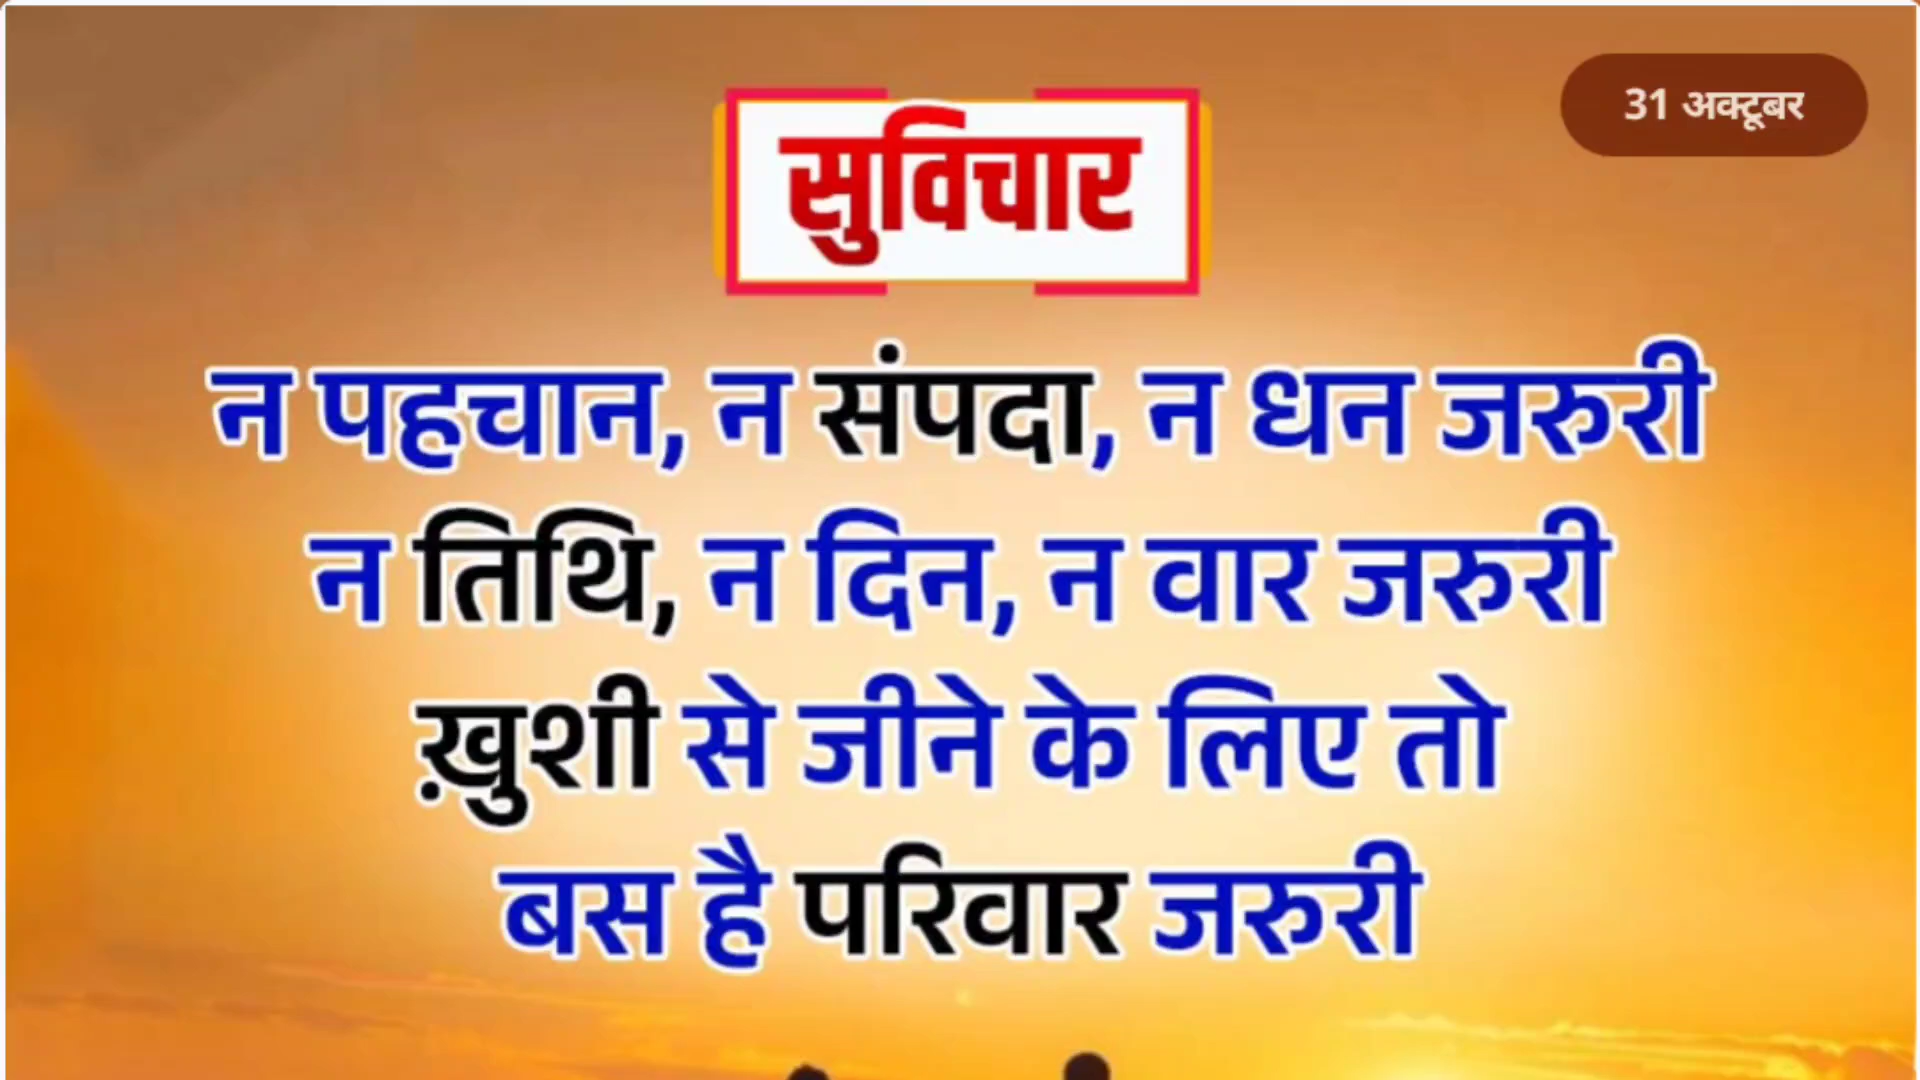 31 अक्टूबर
सुविचार
न पहचान, न संपदा, न धन जरुरी
न तिथि, न दिन, न वार जरुरी
ख़ुशी से जीने के लिए तो
बस है परिवार जरुरी